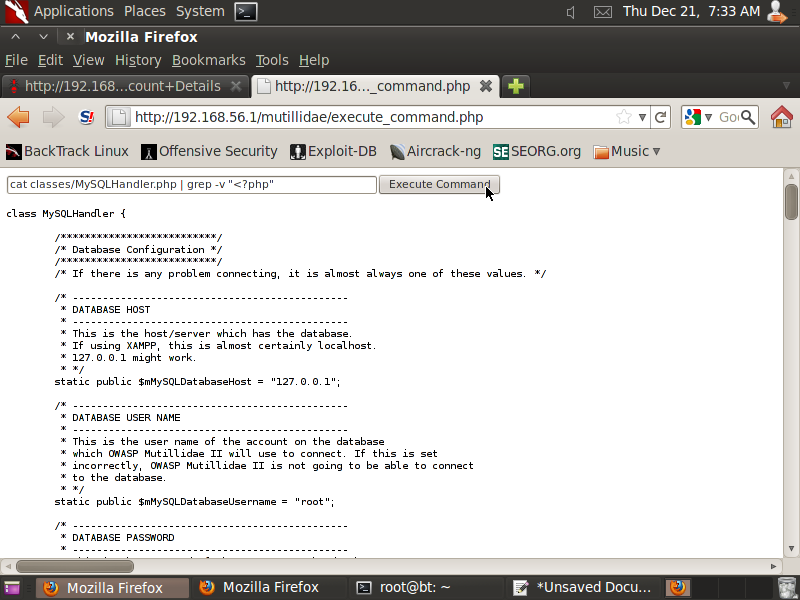 Applications Places System Thu Dec 21, 7:33 AM
Mozilla Firefox
File Edit View History Bookmarks Tools Help
http://192.168...count+Details http://192.16..._command.php
http://192.168.56.1/mutillidae/execute_command.php
BackTrack Linux Offensive Security Exploit-DB Aircrack-ng SEORG.org Music
cat classes/MySQLHandler.php | grep -v "<?php" Execute Command
class MySQLHandler {
/**************************/
/* Database Configuration */
/**************************/
/* If there is any problem connecting, it is almost always one of these values. */
/* ----------------------------------------------
* DATABASE HOST
* ----------------------------------------------
* This is the host/server which has the database.
* If using XAMPP, this is almost certainly localhost.
* 127.0.0.1 might work.
* */
static public $mMySQLDatabaseHost = "127.0.0.1";
/* ----------------------------------------------
* DATABASE USER NAME
* ----------------------------------------------
* This is the user name of the account on the database
* which OWASP Mutillidae II will use to connect. If this is set
* incorrectly, OWASP Mutillidae II is not going to be able to connect
* to the database.
* */
static public $mMySQLDatabaseUsername = "root";
/* ----------------------------------------------
* DATABASE PASSWORD
* ----------------------------------------------
Mozilla Firefox Mozilla Firefox root@bt: ~ *Unsaved Docu...